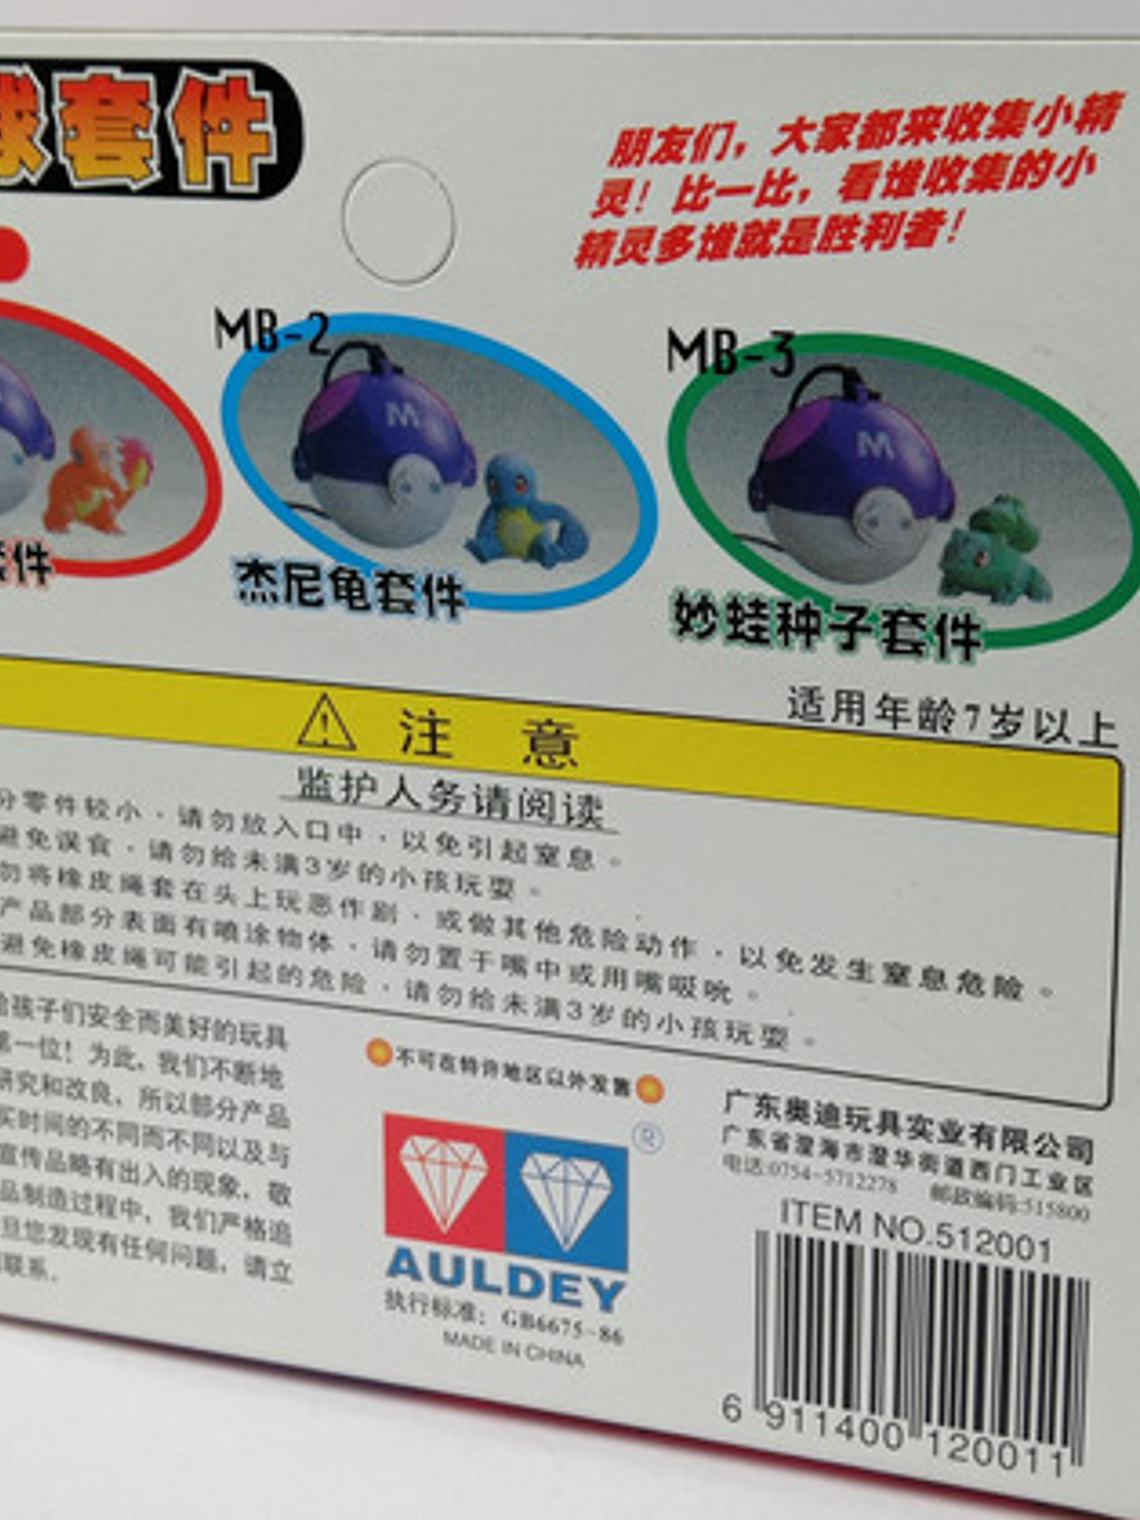 球套件
朋友们，大家都来收集小精
灵！比一比，看谁收集的小
精灵多谁就是胜利者！
MB-2
MB-3
M
M
套件
杰尼龟套件
妙蛙种子套件
适用年龄7岁以上
注 意
监护人务请阅读
分零件较小·请勿放入口中·以免引起窒息。
避免误食·请勿给未满3岁的小孩玩耍。
勿将橡皮绳套在头上玩恶作剧·或做其他危险动作·以免发生窒息危险。
产品部分表面有喷涂物体·请勿置于嘴中或用嘴吸吮。
避免橡皮绳可能引起的危险·请勿给未满3岁的小孩玩耍。
给孩子们安全而美好的玩具
第一位！为此，我们不断地
研究和改良，所以部分产品
买时间的不同而不同以及与
宣传品略有出入的现象，敬
品制造过程中，我们严格追
旦您发现有任何问题，请立
联系.
不可在特许地区以外发售
®
AULDEY
执行标准：GB6675-86
MADE IN CHINA
广东奥迪玩具实业有限公司
广东省澄海市澄华街道西门工业区
电话:0754-5712278 邮政编码:515800
ITEM NO.512001
6 911400 120011